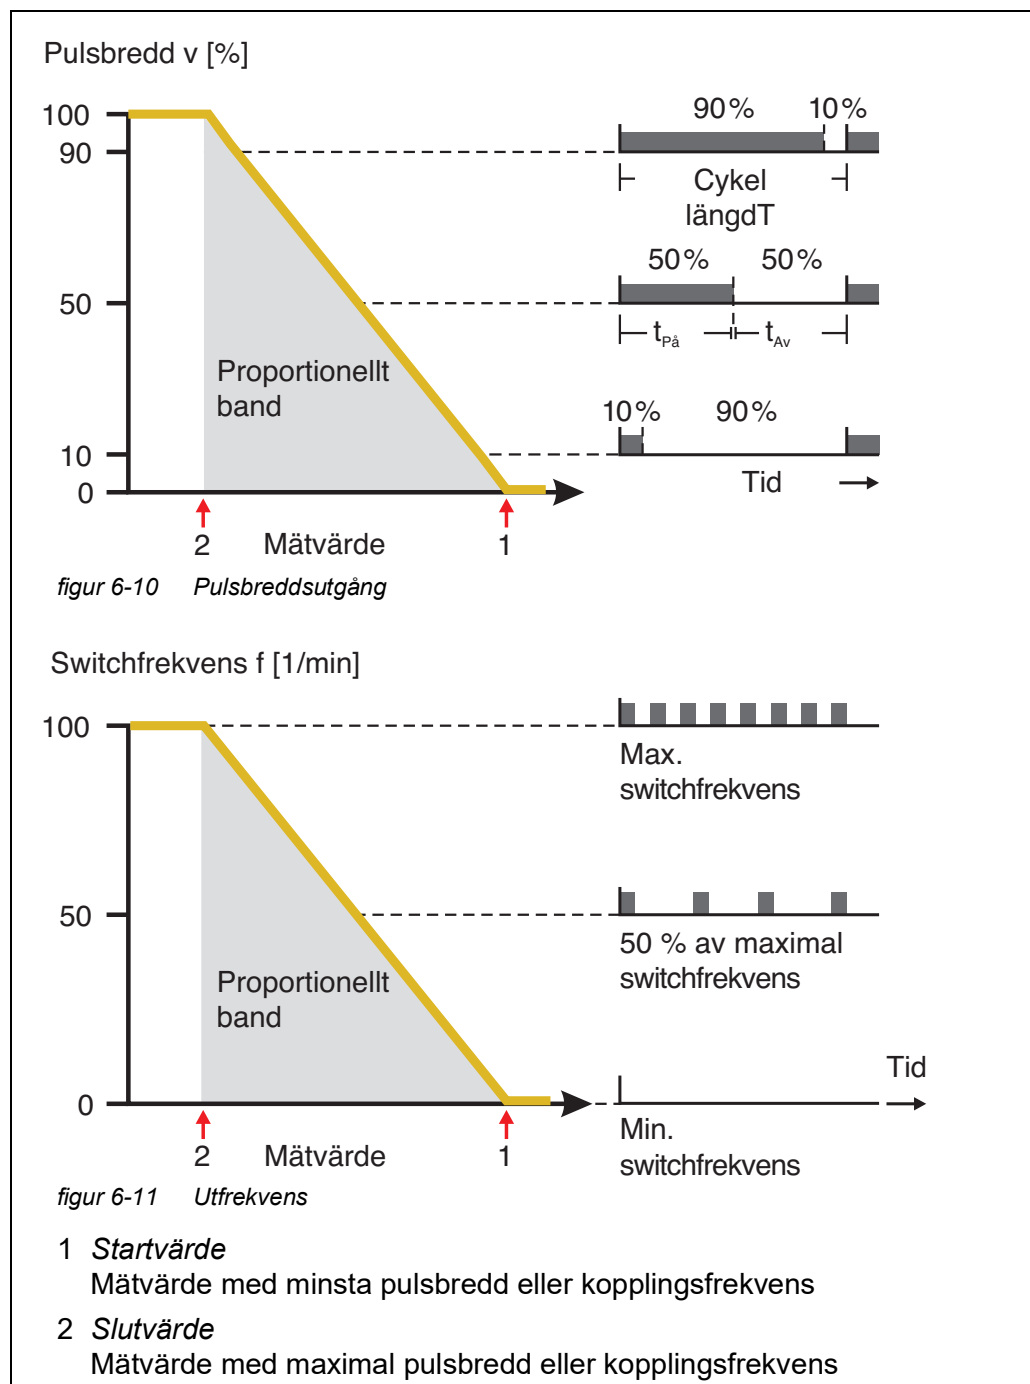 Pulsbredd v [%]
100
90
50
10
0
Proportionellt
band
2
Mätvärde
1
90%
10%
Cykel
längdT
50%
50%
tPå
tAv
10%
90%
Tid
figur 6-10 Pulsbreddsutgång
Switchfrekvens f [1/min]
100
50
0
Proportionellt
band
2
Mätvärde
1
Max.
switchfrekvens
50 % av maximal
switchfrekvens
Tid
Min.
switchfrekvens
figur 6-11 Utfrekvens
1 Startvärde
Mätvärde med minsta pulsbredd eller kopplingsfrekvens
2 Slutvärde
Mätvärde med maximal pulsbredd eller kopplingsfrekvens